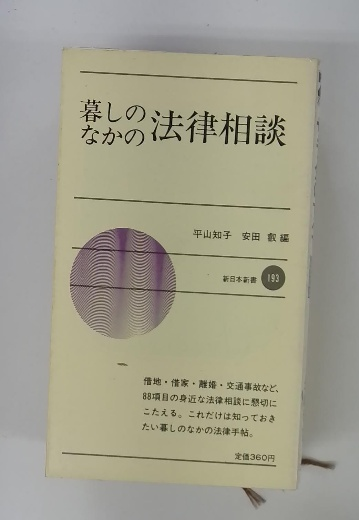 暮しの
なかの法律相談
平山知子 安田 叡編
新日本新書 193
借地・借家・離婚・交通事故など、
88項目の身近な法律相談に懇切に
こたえる。これだけは知っておき
たい暮しのなかの法律手帖。
定価360円